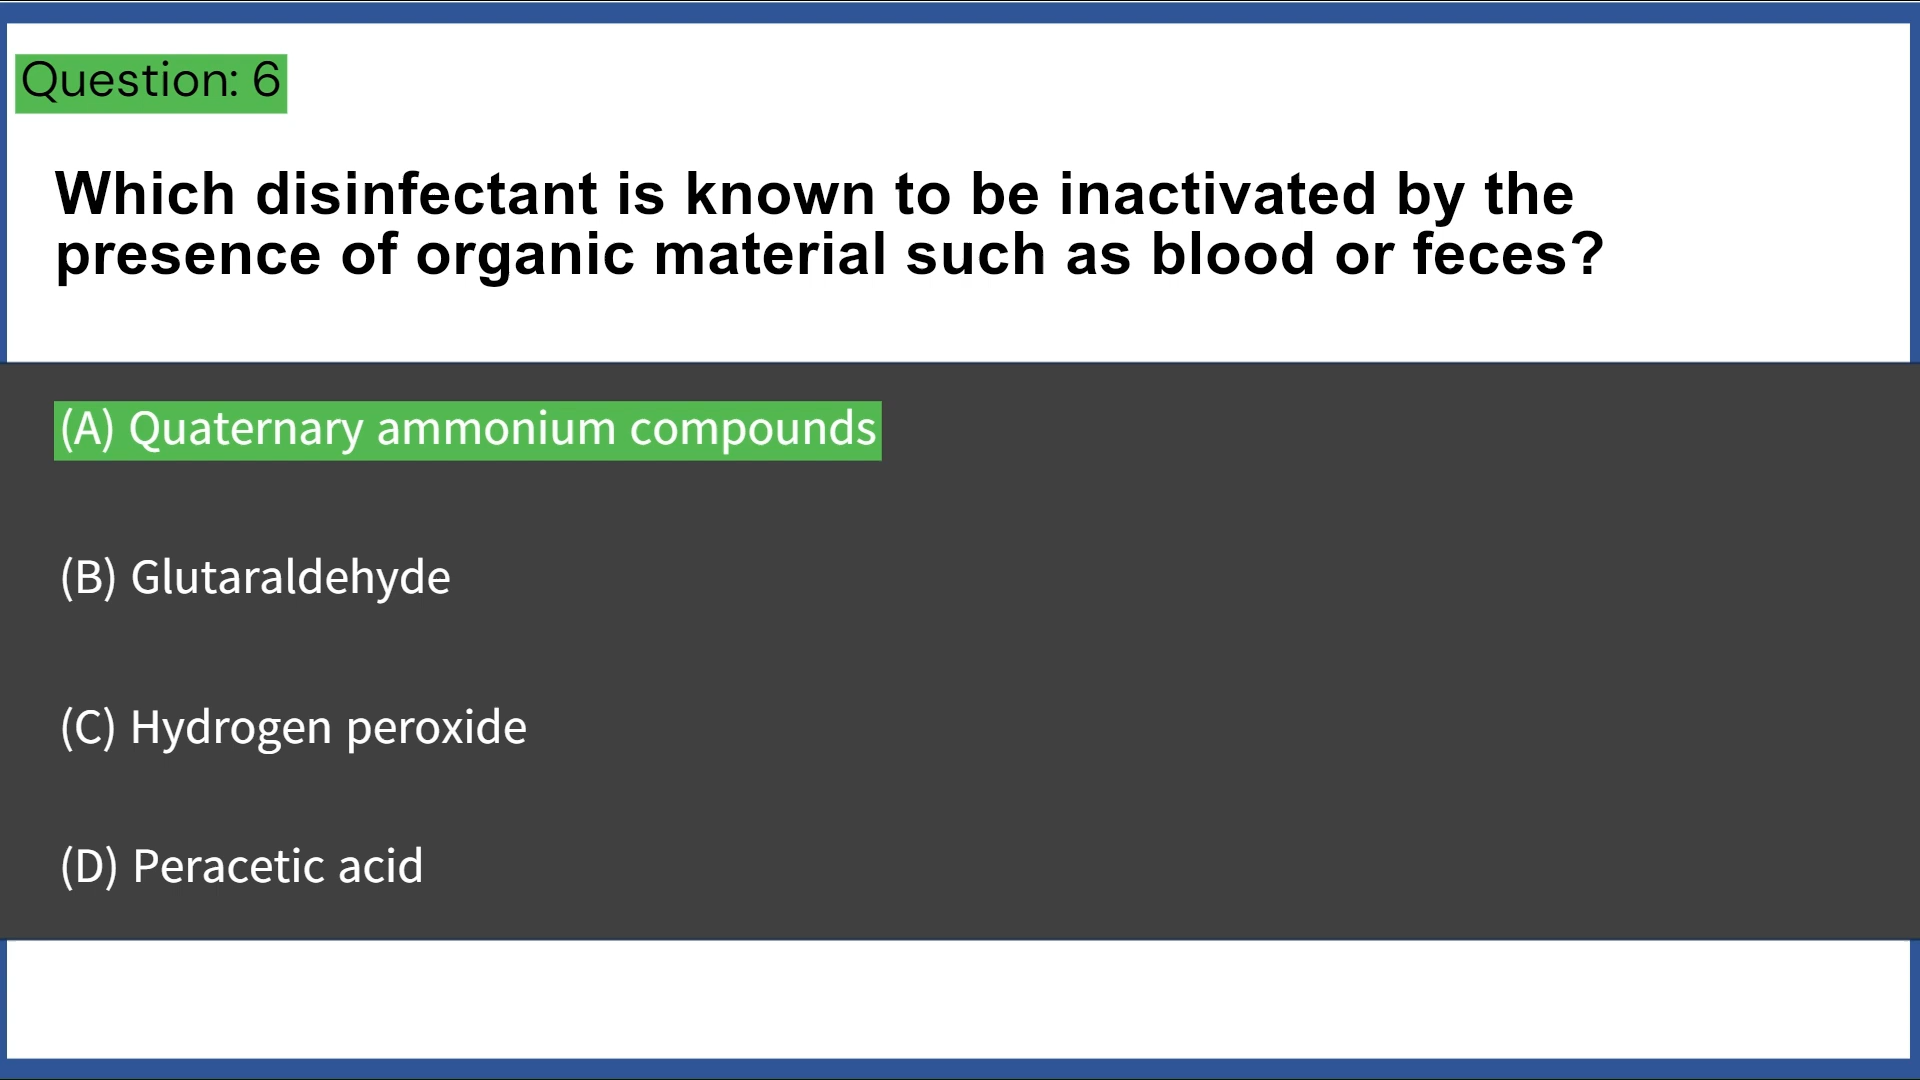 Question: 6
Which disinfectant is known to be inactivated by the
presence of organic material such as blood or feces?
(A) Quaternary ammonium compounds
(B) Glutaraldehyde
(C) Hydrogen peroxide
(D) Peracetic acid